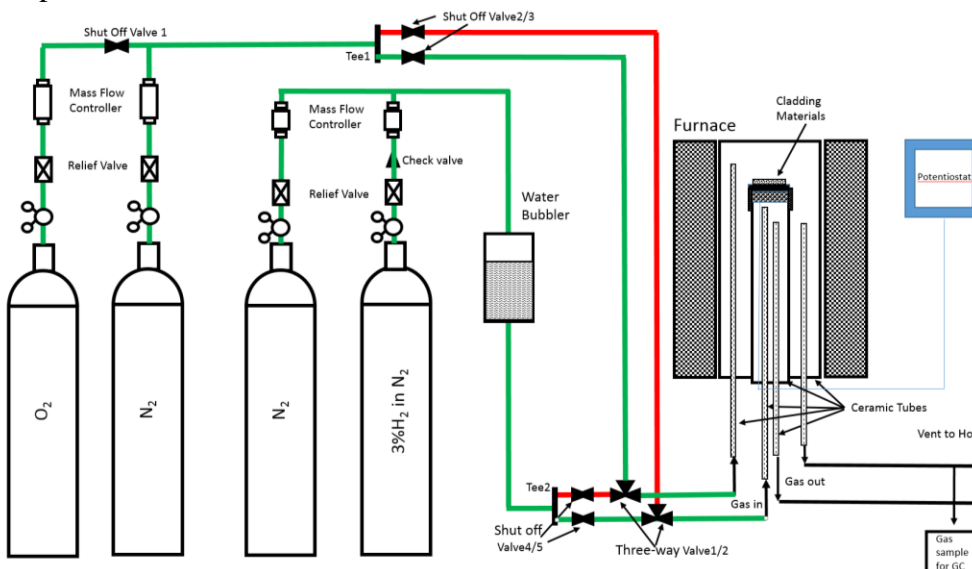 Shut Off Valve 1
Shut Off Valve2/3
Tee1
Mass Flow
Controller
Mass Flow
Controller
Cladding
Materials
Furnace
Check valve
Relief Valve
Relief Valve
Potentiostat
Water
Bubbler
O2
N2
N2
3%H2 in N2
Ceramic Tubes
Vent to Ho
Tee2
Gas in
Gas out
Shut off
Valve4/5
Three-way Valve1/2
Gas
sample
for GC